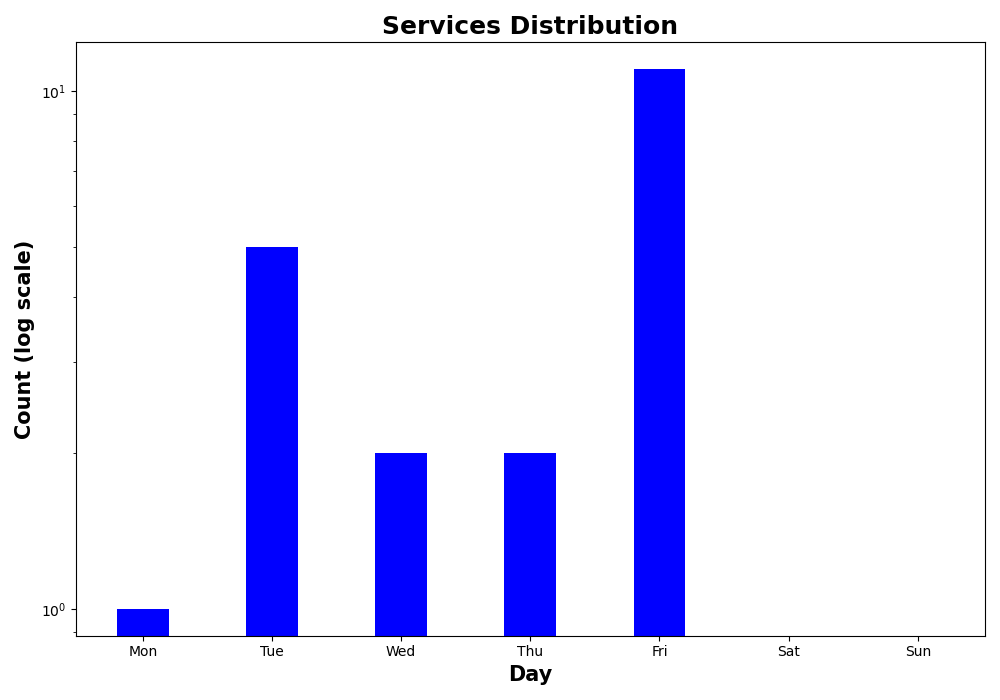 Services Distribution
Count (log scale)
10¹
10⁰
Mon Tue Wed Thu Fri Sat Sun
Day